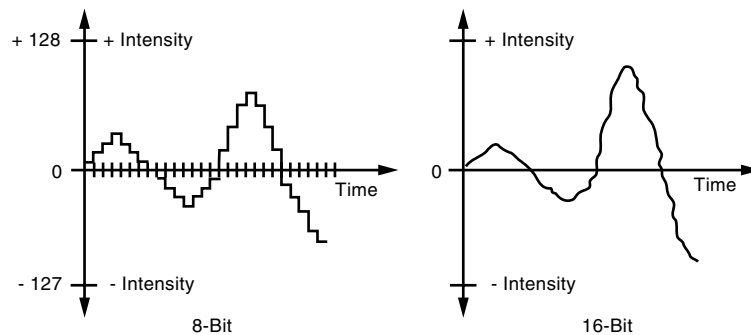 + 128
+ Intensity
0
Time
- 127
- Intensity
8-Bit
+ Intensity
0
Time
- Intensity
16-Bit